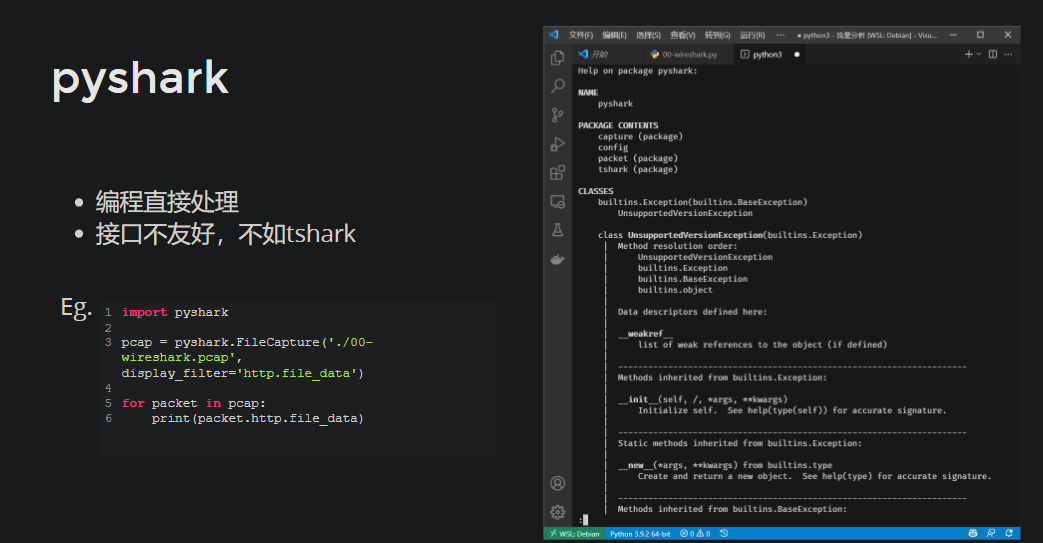 pyshark
• 编程直接处理
• 接口不友好，不如tshark
Eg.
1 import pyshark
2
3 pcap = pyshark.FileCapture('./00-
wireshark.pcap',
display_filter='http.file_data')
4
5 for packet in pcap:
6     print(packet.http.file_data)
文件(F) 编辑(E) 选择(S) 查看(V) 转到(G) 运行(R) ··· ● python3 - 流量分析 [WSL: Debian] - Visu...
开始 00-wireshark.py python3 ●
Help on package pyshark:
NAME
    pyshark
PACKAGE CONTENTS
    capture (package)
    config
    packet (package)
    tshark (package)
CLASSES
    builtins.Exception(builtins.BaseException)
        UnsupportedVersionException
    class UnsupportedVersionException(builtins.Exception)
     |  Method resolution order:
     |      UnsupportedVersionException
     |      builtins.Exception
     |      builtins.BaseException
     |      builtins.object
     |
     |  Data descriptors defined here:
     |
     |  __weakref__
     |      list of weak references to the object (if defined)
     |
     |  ----------------------------------------------------------------------
     |  Methods inherited from builtins.Exception:
     |
     |  __init__(self, /, *args, **kwargs)
     |      Initialize self.  See help(type(self)) for accurate signature.
     |
     |  ----------------------------------------------------------------------
     |  Static methods inherited from builtins.Exception:
     |
     |  __new__(*args, **kwargs) from builtins.type
     |      Create and return a new object.  See help(type) for accurate signature.
     |
     |  ----------------------------------------------------------------------
     |  Methods inherited from builtins.BaseException:
:
WSL: Debian Python 3.9.2 64-bit 0 0